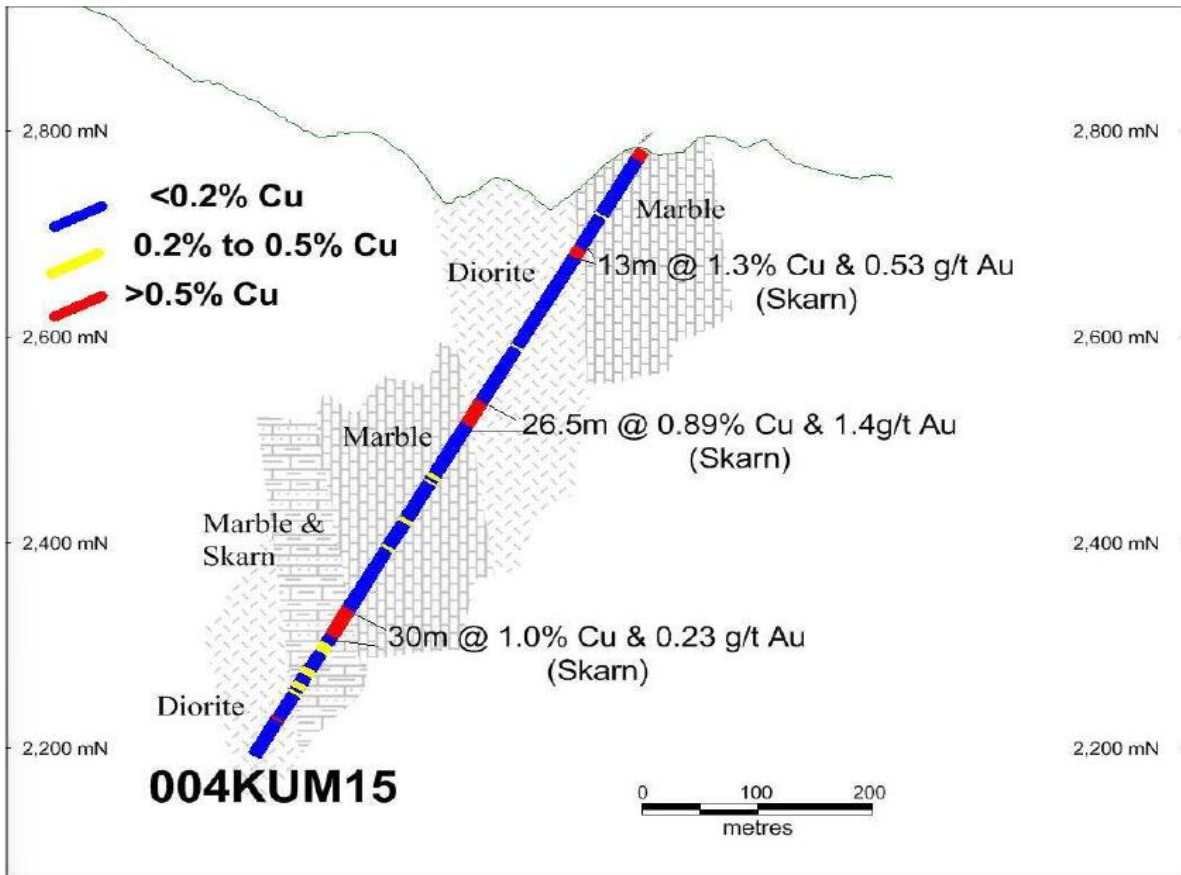 2,800 mN
2,800 mN
<0.2% Cu
0.2% to 0.5% Cu
>0.5% Cu
Marble
Diorite
13m @ 1.3% Cu & 0.53 g/t Au
(Skarn)
2,600 mN
2,600 mN
26.5m @ 0.89% Cu & 1.4g/t Au
(Skarn)
Marble
Marble &
Skarn
2,400 mN
2,400 mN
30m @ 1.0% Cu & 0.23 g/t Au
(Skarn)
Diorite
2,200 mN
2,200 mN
004KUM15
0 100 200
metres